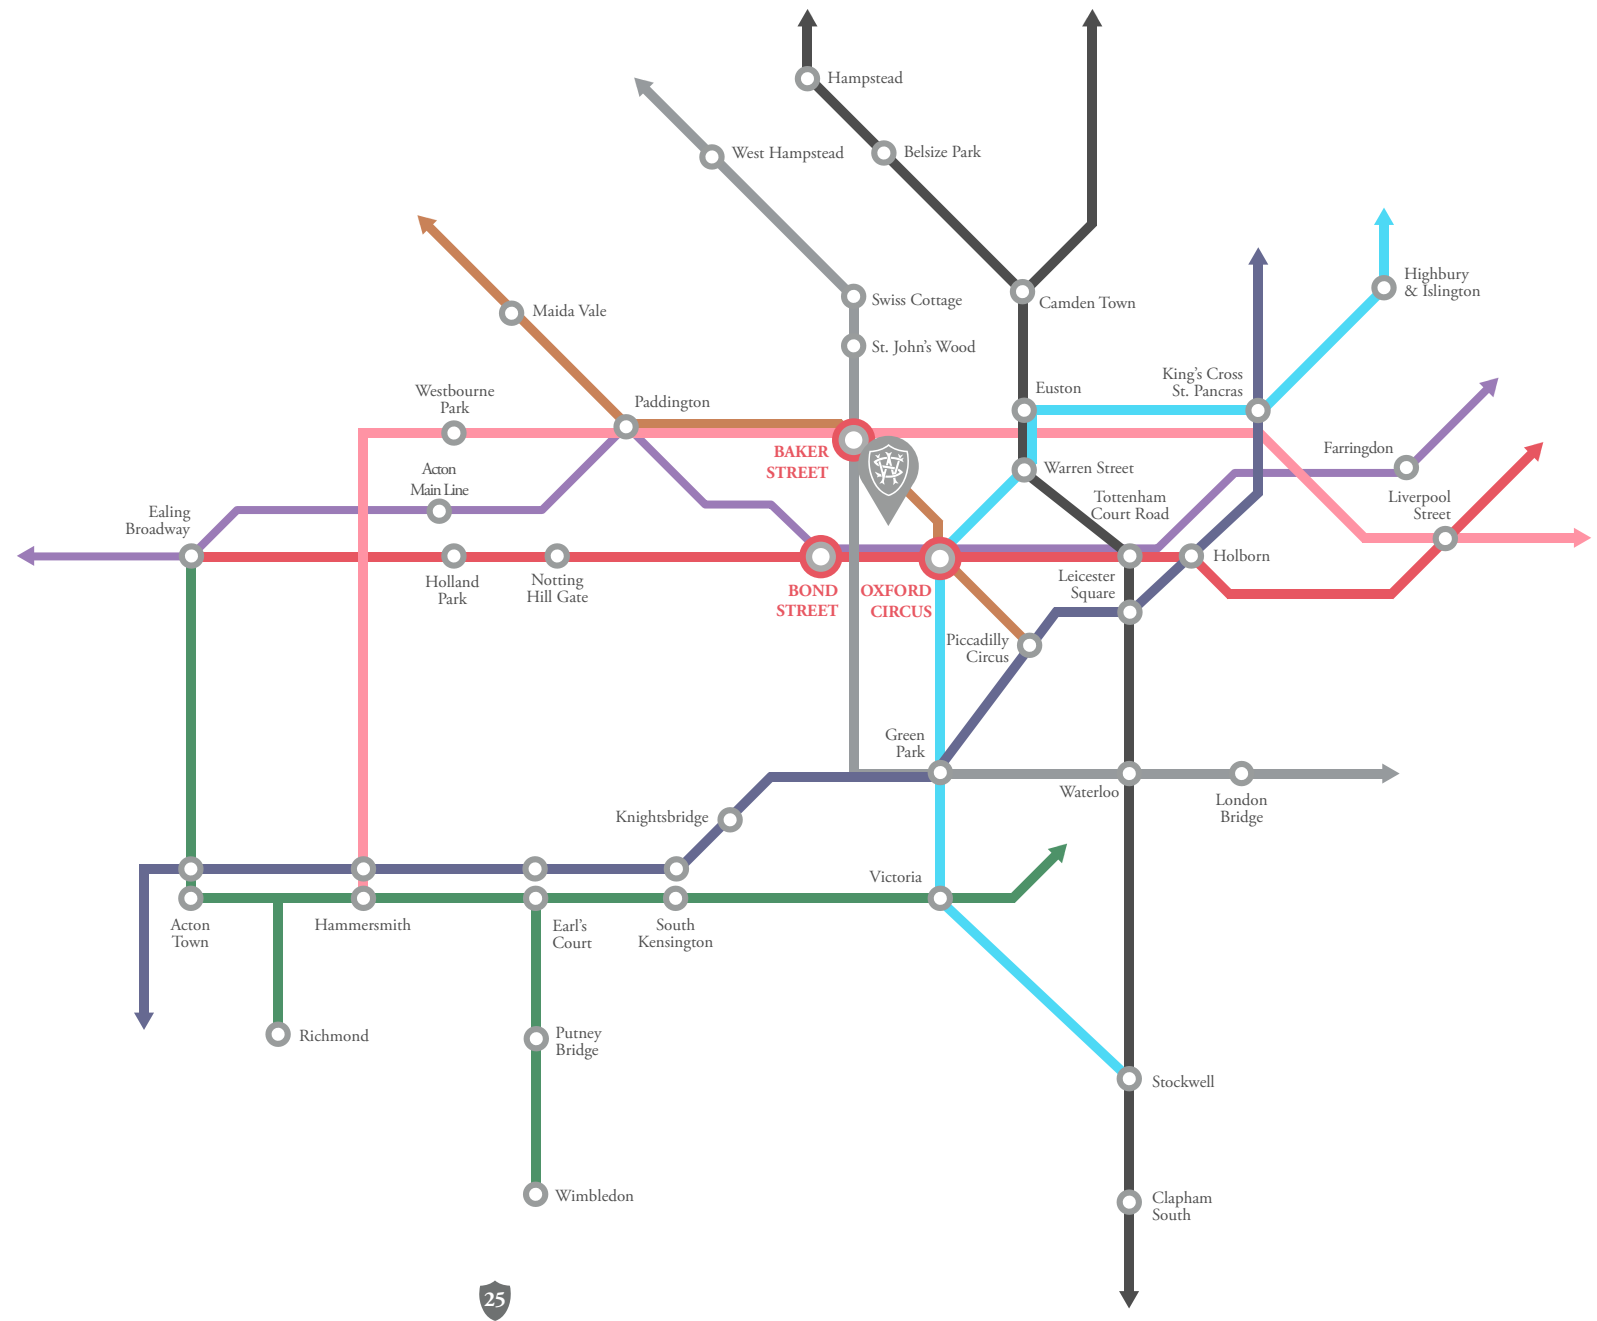 Hampstead
West Hampstead
Belsize Park
Highbury
& Islington
Swiss Cottage
Camden Town
Maida Vale
St. John's Wood
King's Cross
St. Pancras
Euston
Westbourne
Park
Paddington
BAKER
STREET
Farringdon
Acton
Main Line
Warren Street
Tottenham
Court Road
Liverpool
Street
Ealing
Broadway
Holborn
Holland
Park
Notting
Hill Gate
BOND
STREET
OXFORD
CIRCUS
Leicester
Square
Piccadilly
Circus
Green
Park
Waterloo
London
Bridge
Knightsbridge
Victoria
Acton
Town
Hammersmith
Earl's
Court
South
Kensington
Richmond
Putney
Bridge
Stockwell
Wimbledon
Clapham
South
25